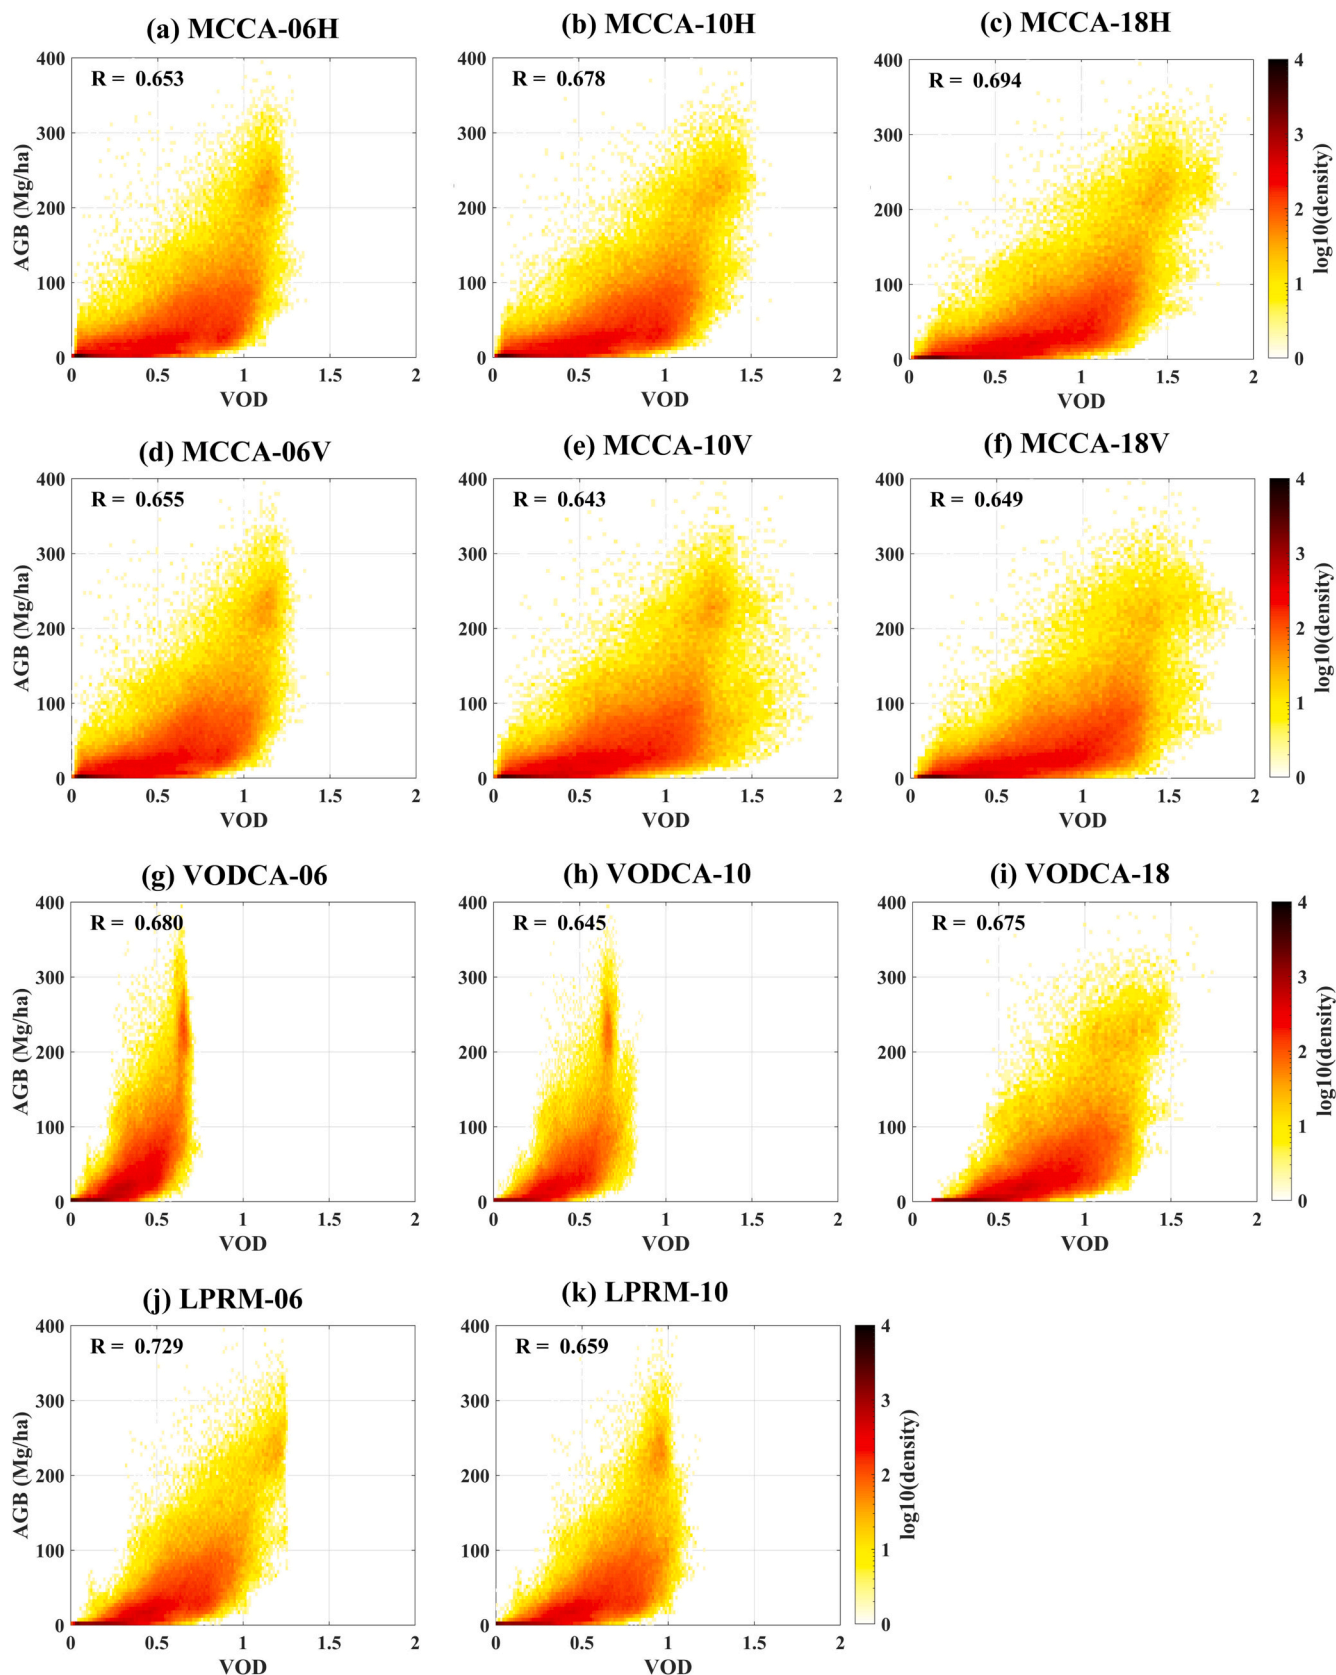 (a) MCCA-06H
(b) MCCA-10H
(c) MCCA-18H
R = 0.653
R = 0.678
R = 0.694
400
300
200
100
0
AGB (Mg/ha)
0 0.5 1 1.5 2
VOD
400
300
200
100
0
0 0.5 1 1.5 2
VOD
400
300
200
100
0
0 0.5 1 1.5 2
VOD
4
3
2
1
0
log10(density)
(d) MCCA-06V
(e) MCCA-10V
(f) MCCA-18V
R = 0.655
R = 0.643
R = 0.649
400
300
200
100
0
AGB (Mg/ha)
0 0.5 1 1.5 2
VOD
400
300
200
100
0
0 0.5 1 1.5 2
VOD
400
300
200
100
0
0 0.5 1 1.5 2
VOD
4
3
2
1
0
log10(density)
(g) VODCA-06
(h) VODCA-10
(i) VODCA-18
R = 0.680
R = 0.645
R = 0.675
400
300
200
100
0
AGB (Mg/ha)
0 0.5 1 1.5 2
VOD
400
300
200
100
0
0 0.5 1 1.5 2
VOD
400
300
200
100
0
0 0.5 1 1.5 2
VOD
4
3
2
1
0
log10(density)
(j) LPRM-06
(k) LPRM-10
R = 0.729
R = 0.659
400
300
200
100
0
AGB (Mg/ha)
0 0.5 1 1.5 2
VOD
400
300
200
100
0
0 0.5 1 1.5 2
VOD
4
3
2
1
0
log10(density)